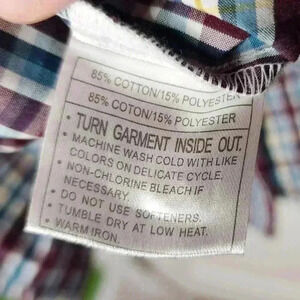 85% COTTON/15% POLYESTER
85% COTON/15% POLYESTER
• TURN GARMENT INSIDE OUT.
• MACHINE WASH COLD WITH LIKE
COLORS ON DELICATE CYCLE.
• NON-CHLORINE BLEACH IF
NECESSARY.
• DO NOT USE SOFTENERS.
• TUMBLE DRY AT LOW HEAT.
• WARM IRON.